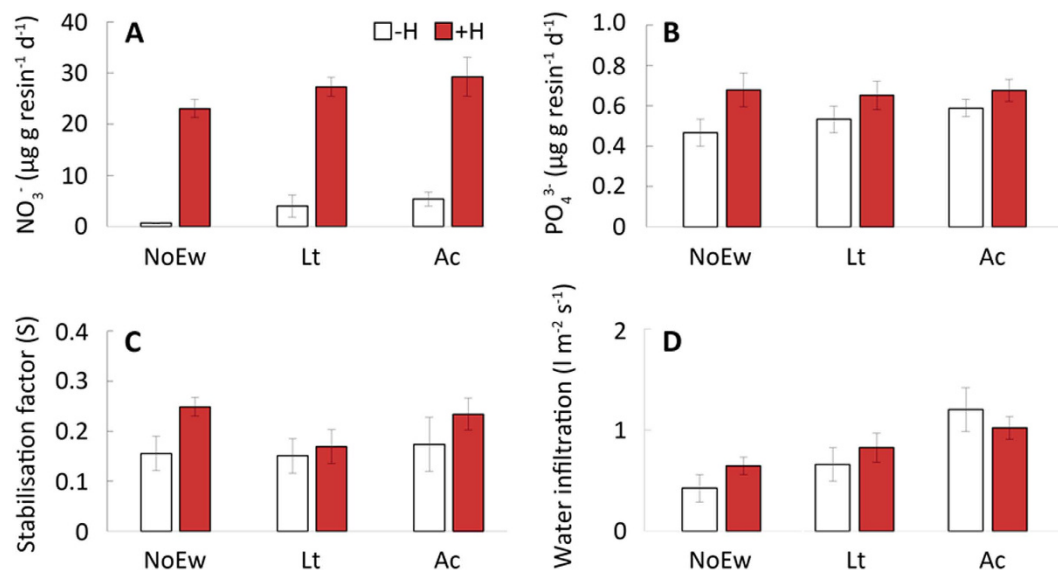 A
-H +H
NO₃⁻ (µg g resin⁻¹ d⁻¹)
40
30
20
10
0
NoEw Lt Ac
B
PO₄³⁻ (µg g resin⁻¹ d⁻¹)
1.0
0.8
0.6
0.4
0.2
0
NoEw Lt Ac
C
Stabilisation factor (S)
0.4
0.3
0.2
0.1
0
NoEw Lt Ac
D
Water infiltration (l m⁻² s⁻¹)
2
1
0
NoEw Lt Ac